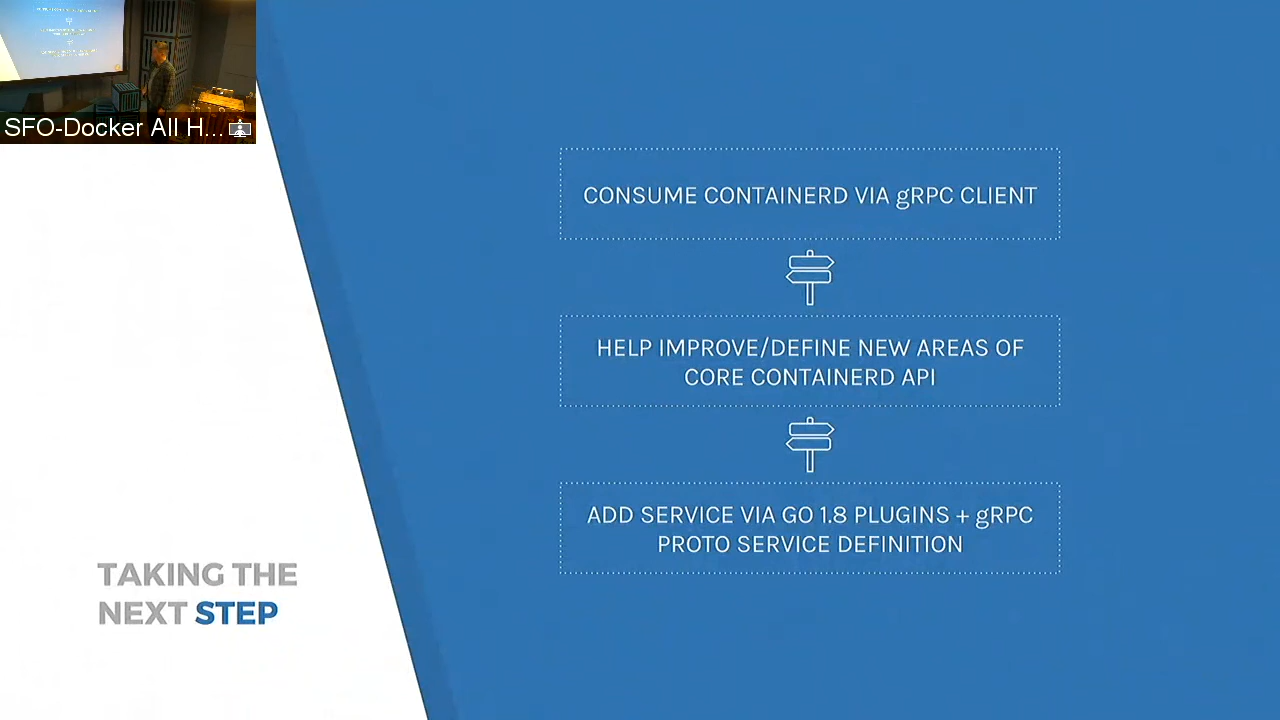 SFO-Docker All H...
CONSUME CONTAINERD VIA gRPC CLIENT
HELP IMPROVE/DEFINE NEW AREAS OF
CORE CONTAINERD API
ADD SERVICE VIA GO 1.8 PLUGINS + gRPC
PROTO SERVICE DEFINITION
TAKING THE
NEXT STEP